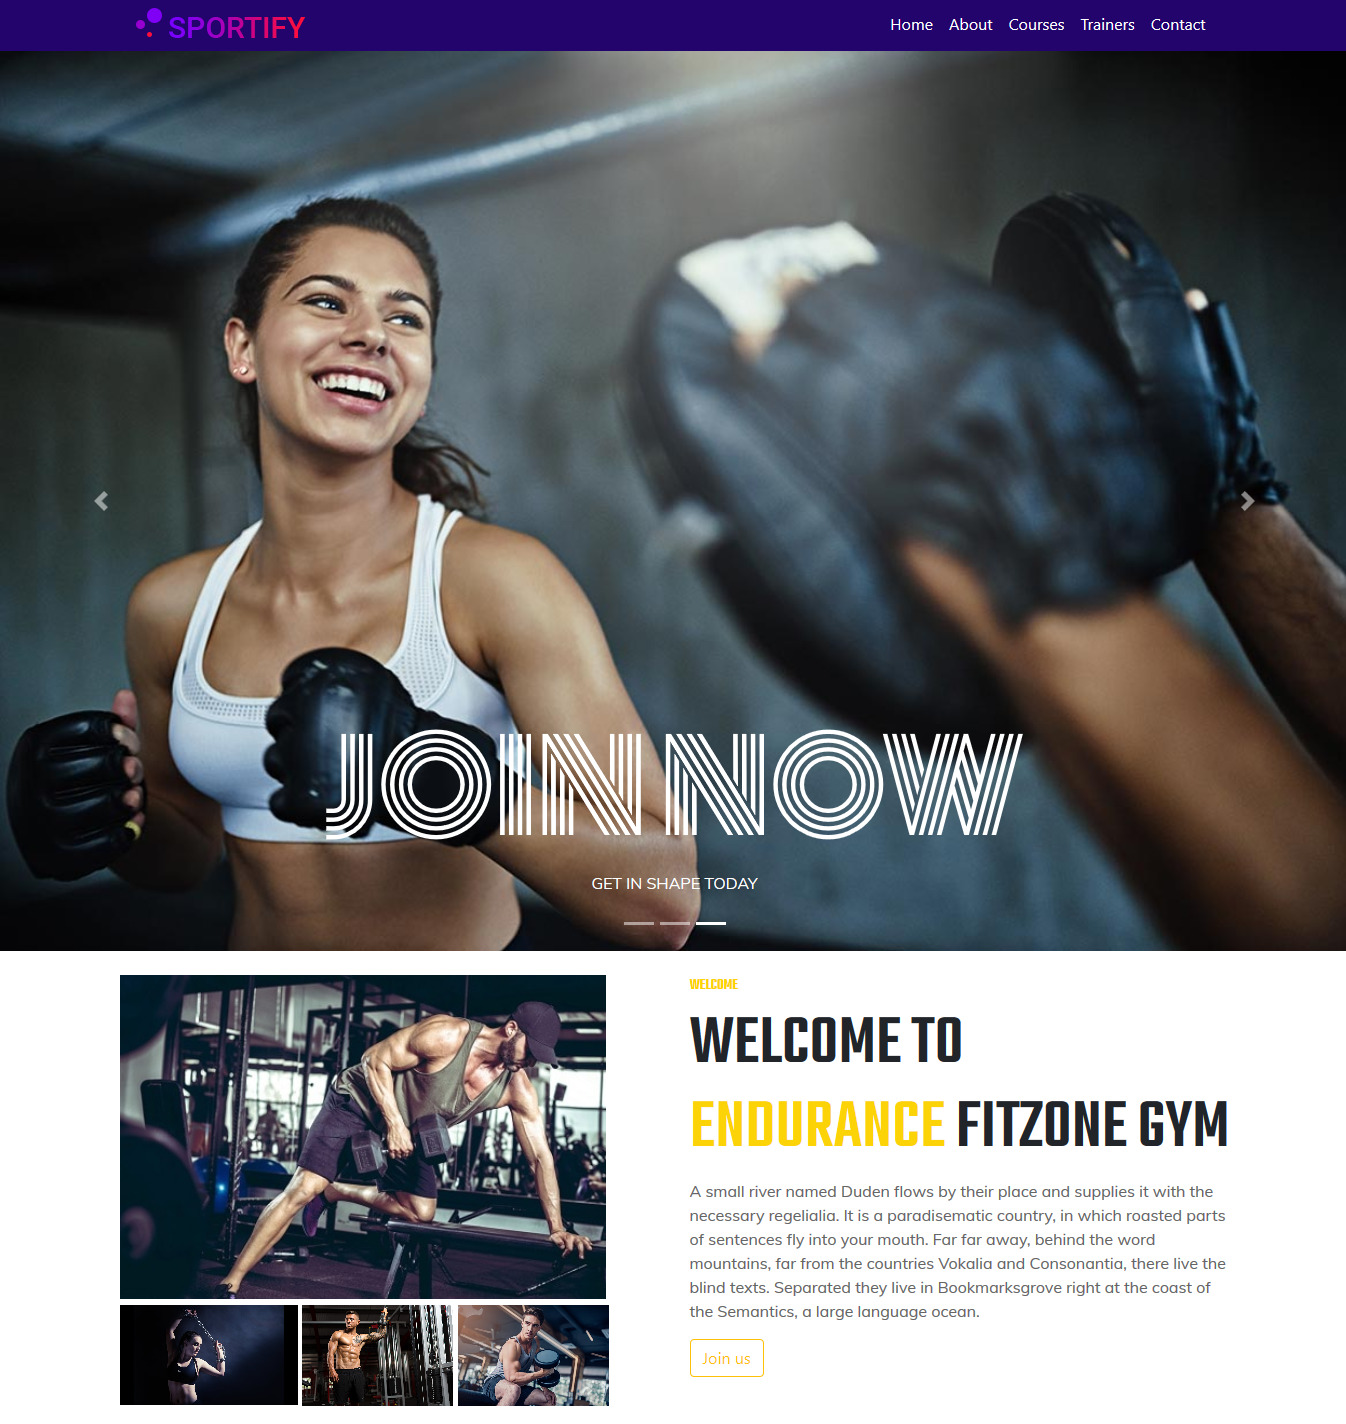 SPORTIFY
Home About Courses Trainers Contact
JOIN NOW
GET IN SHAPE TODAY
WELCOME
WELCOME TO
ENDURANCE FITZONE GYM
A small river named Duden flows by their place and supplies it with the
necessary regelialia. It is a paradisematic country, in which roasted parts
of sentences fly into your mouth. Far far away, behind the word
mountains, far from the countries Vokalia and Consonantia, there live the
blind texts. Separated they live in Bookmarksgrove right at the coast of
the Semantics, a large language ocean.
Join us